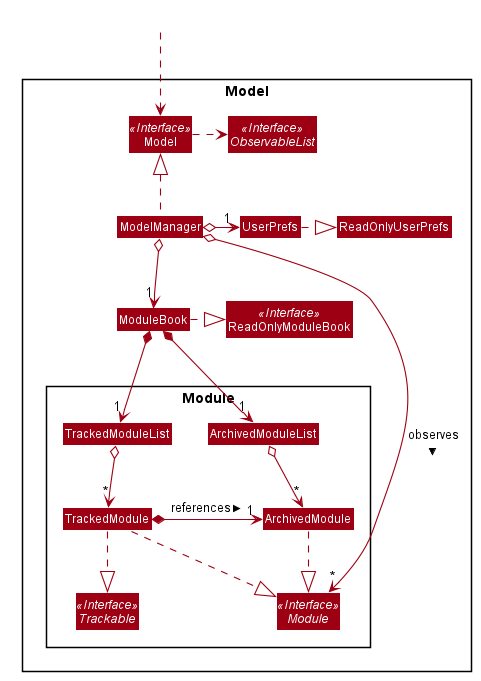 Model
«Interface»
Model
«Interface»
ObservableList
ModelManager
1
UserPrefs
ReadOnlyUserPrefs
1
ModuleBook
«Interface»
ReadOnlyModuleBook
Module
1
1
TrackedModuleList
ArchivedModuleList
observes
*
*
references
1
TrackedModule
ArchivedModule
*
«Interface»
Trackable
«Interface»
Module